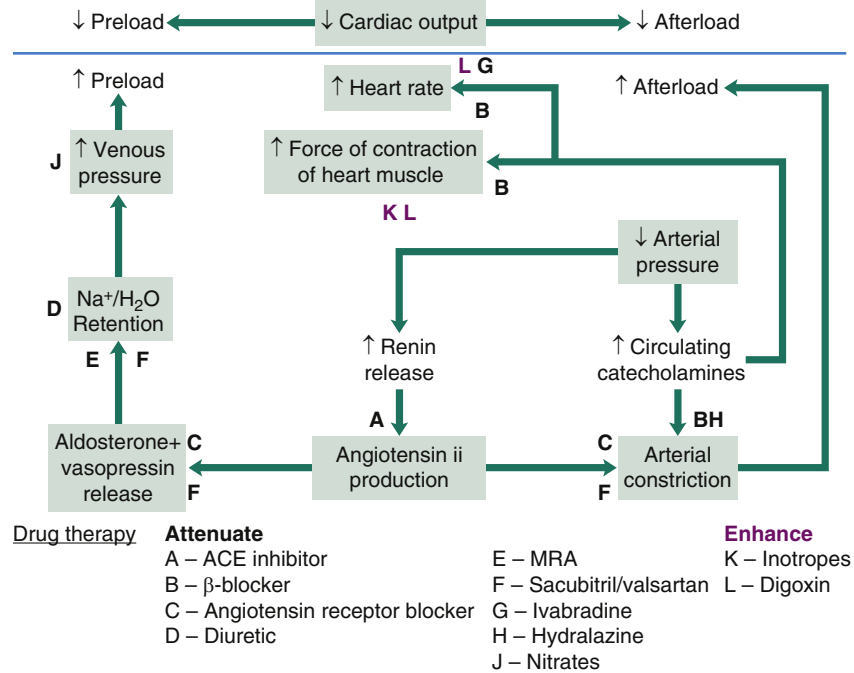 ↓ Preload
↓ Cardiac output
↓ Afterload
↑ Preload
L G
↑ Heart rate
B
↑ Afterload
J
↑ Venous
pressure
↑ Force of contraction
of heart muscle
B
K L
↓ Arterial
pressure
D
Na⁺/H₂O
Retention
E F
↑ Renin
release
↑ Circulating
catecholamines
A
BH
Aldosterone+
vasopressin
release
C
F
Angiotensin ii
production
C
F
Arterial
constriction
Drug therapy
Attenuate
A – ACE inhibitor
B – β-blocker
C – Angiotensin receptor blocker
D – Diuretic
E – MRA
F – Sacubitril/valsartan
G – Ivabradine
H – Hydralazine
J – Nitrates
Enhance
K – Inotropes
L – Digoxin